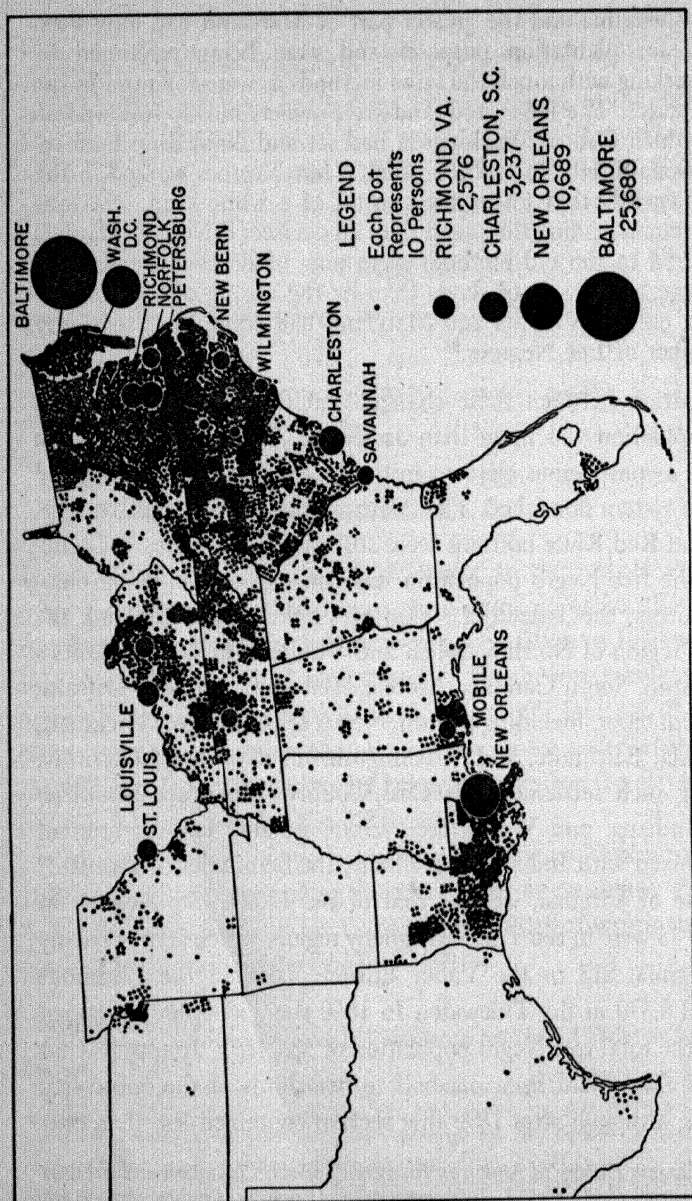 BALTIMORE
WASH.
D.C.
RICHMOND
NORFOLK
PETERSBURG
NEW BERN
WILMINGTON
CHARLESTON
SAVANNAH
LOUISVILLE
ST. LOUIS
MOBILE
NEW ORLEANS
LEGEND
Each Dot
Represents
10 Persons
RICHMOND, VA.
2,576
CHARLESTON, S.C.
3,237
NEW ORLEANS
10,689
BALTIMORE
25,680